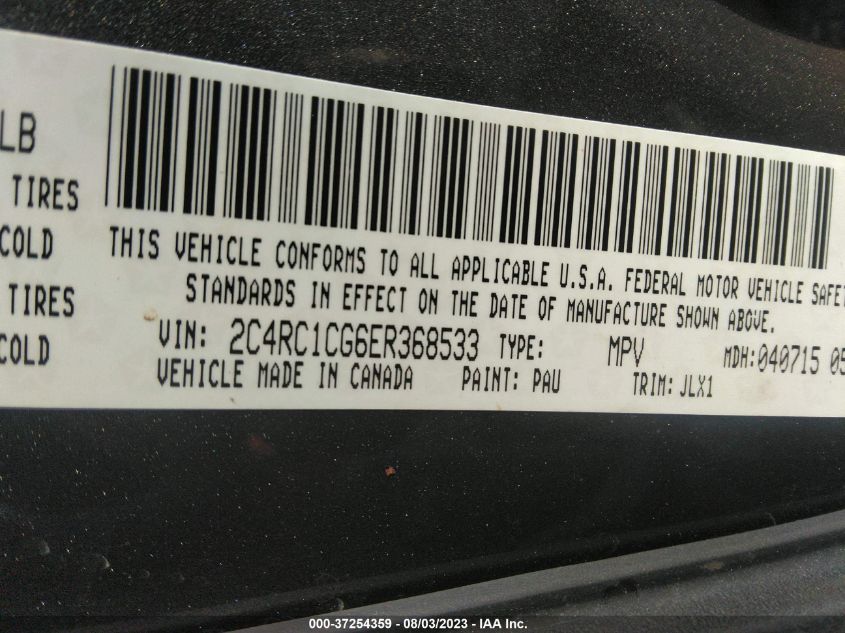 LB
TIRES
COLD
TIRES
COLD
THIS VEHICLE CONFORMS TO ALL APPLICABLE U.S.A. FEDERAL MOTOR VEHICLE SAFET
STANDARDS IN EFFECT ON THE DATE OF MANUFACTURE SHOWN ABOVE.
VIN: 2C4RC1CG6ER368533 TYPE: MPV MDH:040715 05
VEHICLE MADE IN CANADA PAINT: PAU TRIM: JLX1
000-37254359 - 08/03/2023 - IAA Inc.